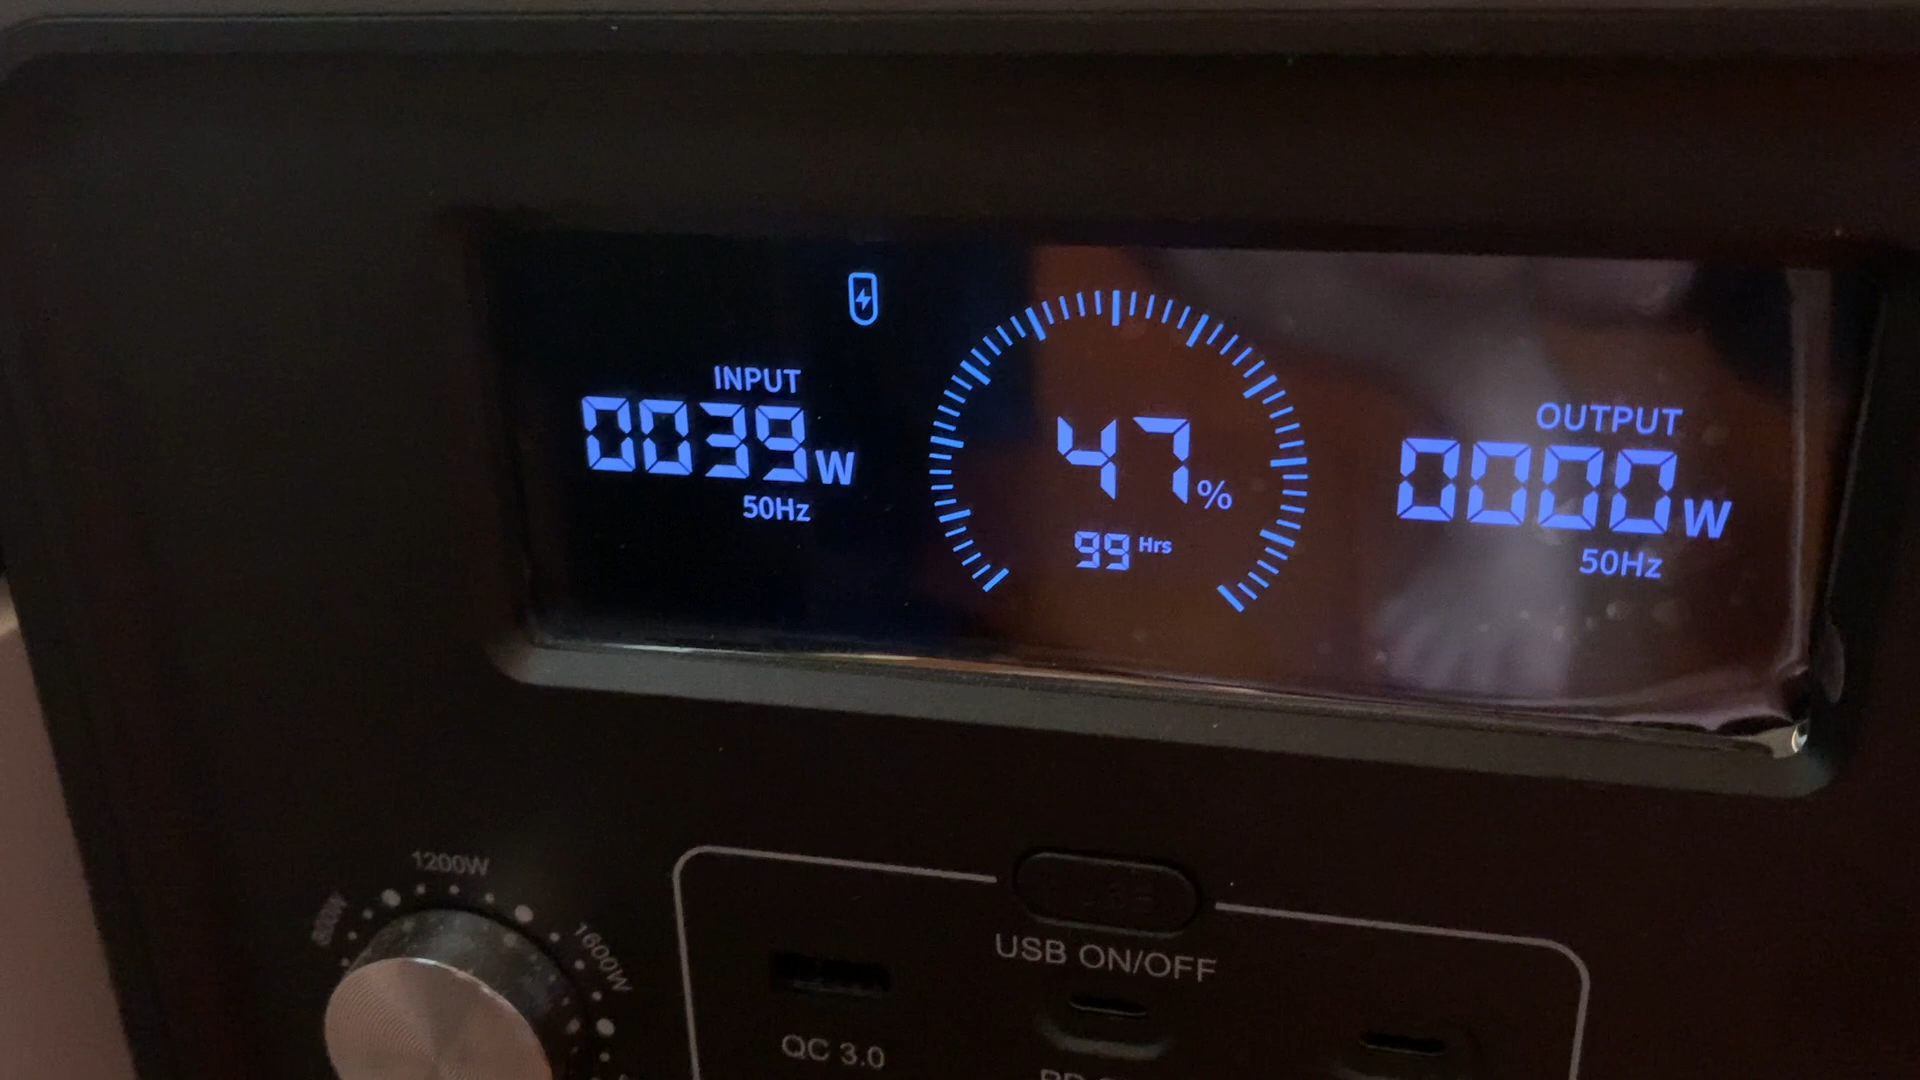 INPUT
0039W
50Hz
47%
99 Hrs
OUTPUT
0000W
50Hz
800W
1200W
1600W
USB ON/OFF
QC 3.0